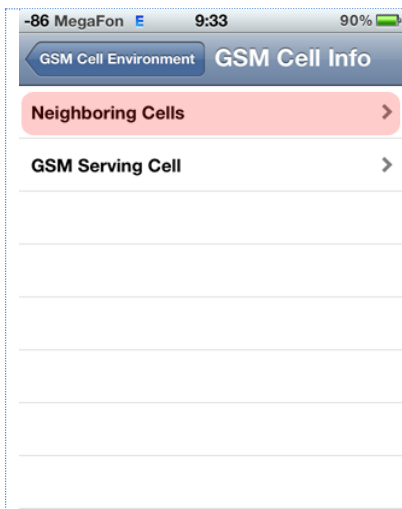 -86 MegaFon E 9:33 90%
GSM Cell Environment GSM Cell Info
Neighboring Cells
GSM Serving Cell